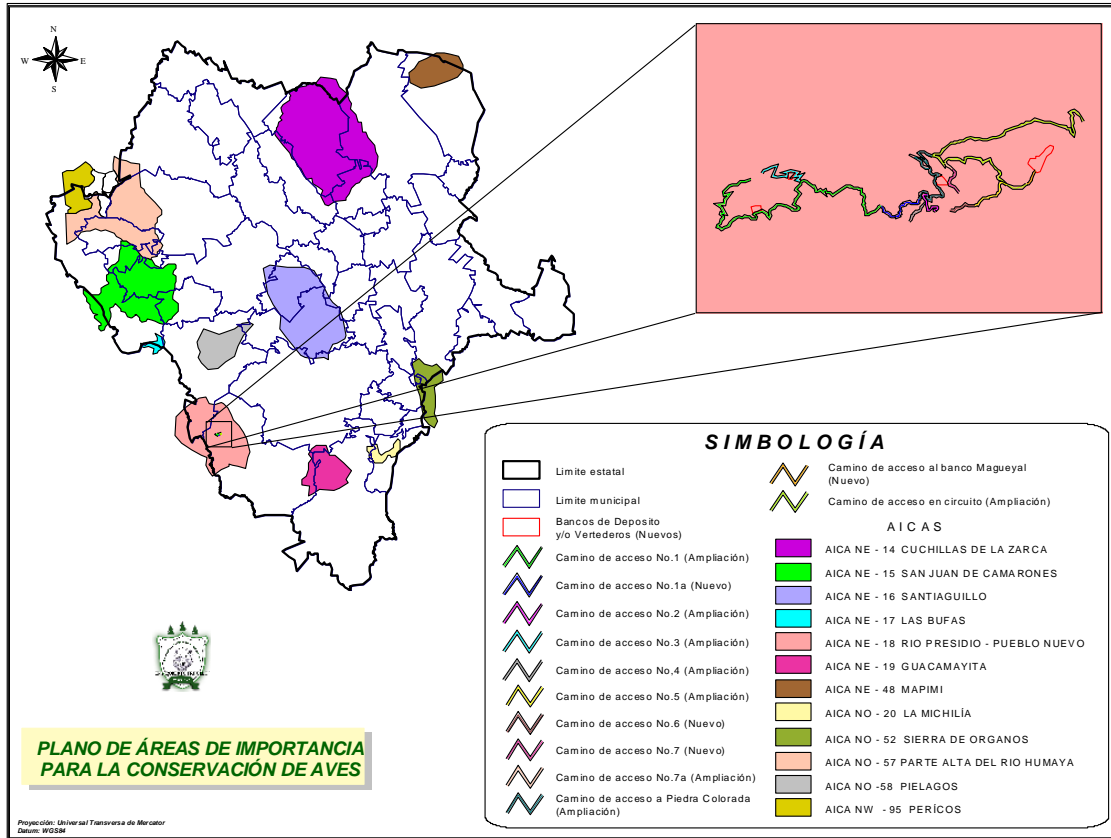 N
W E
S
SIMBOLOGÍA
Limite estatal
Limite municipal
Bancos de Deposito
y/o Vertederos (Nuevos)
Camino de acceso No.1 (Ampliación)
Camino de acceso No.1a (Nuevo)
Camino de acceso No.2 (Ampliación)
Camino de acceso No.3 (Ampliación)
Camino de acceso No,4 (Ampliación)
Camino de acceso No.5 (Ampliación)
Camino de acceso No.6 (Nuevo)
Camino de acceso No.7 (Nuevo)
Camino de acceso No.7a (Ampliación)
Camino de acceso a Piedra Colorada
(Ampliación)
Camino de acceso al banco Magueyal
(Nuevo)
Camino de acceso en circuito (Ampliación)
AICAS
AICA NE - 14 CUCHILLAS DE LA ZARCA
AICA NE - 15 SAN JUAN DE CAMARONES
AICA NE - 16 SANTIAGUILLO
AICA NE - 17 LAS BUFAS
AICA NE - 18 RIO PRESIDIO - PUEBLO NUEVO
AICA NE - 19 GUACAMAYITA
AICA NE - 48 MAPIMI
AICA NO - 20 LA MICHILÍA
AICA NO - 52 SIERRA DE ORGANOS
AICA NO - 57 PARTE ALTA DEL RIO HUMAYA
AICA NO -58 PIELAGOS
AICA NW - 95 PERÍCOS
PLANO DE ÁREAS DE IMPORTANCIA
PARA LA CONSERVACIÓN DE AVES
Proyección: Universal Transversa de Mercator
Datum: WGS84